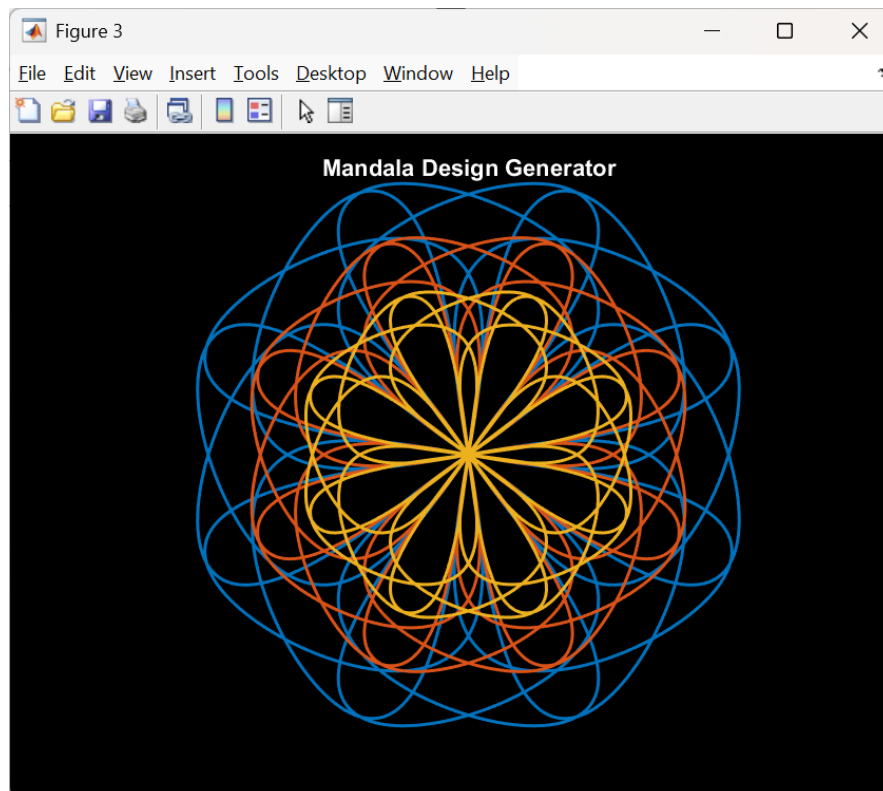 Figure 3
File Edit View Insert Tools Desktop Window Help
Mandala Design Generator